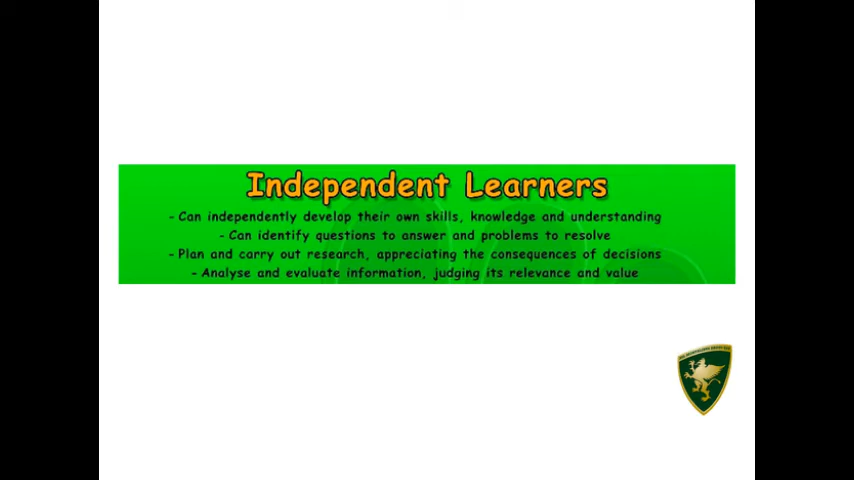 Independent Learners
- Can independently develop their own skills, knowledge and understanding
- Can identify questions to answer and problems to resolve
- Plan and carry out research, appreciating the consequences of decisions
- Analyse and evaluate information, judging its relevance and value